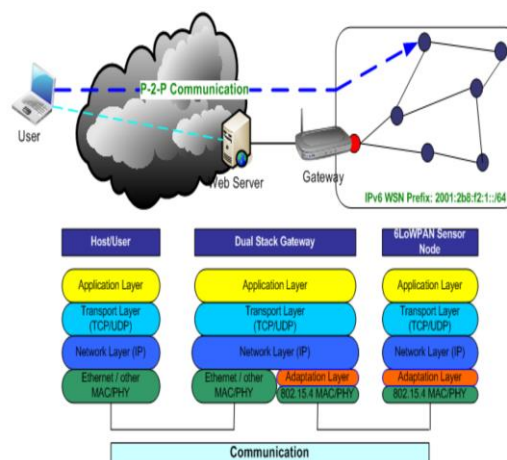 P-2-P Communication
User
Web Server
Gateway
IPv6 WSN Prefix: 2001:2b8:f2:1::/64
Host/User
Dual Stack Gateway
6LoWPAN Sensor
Node
Application Layer
Application Layer
Application Layer
Transport Layer
(TCP/UDP)
Transport Layer
(TCP/UDP)
Transport Layer
(TCP/UDP)
Network Layer (IP)
Network Layer (IP)
Network Layer (IP)
Ethernet / other
MAC/PHY
Ethernet / other
MAC/PHY
Adaptation Layer
802.15.4 MAC/PHY
Adaptation Layer
802.15.4 MAC/PHY
Communication